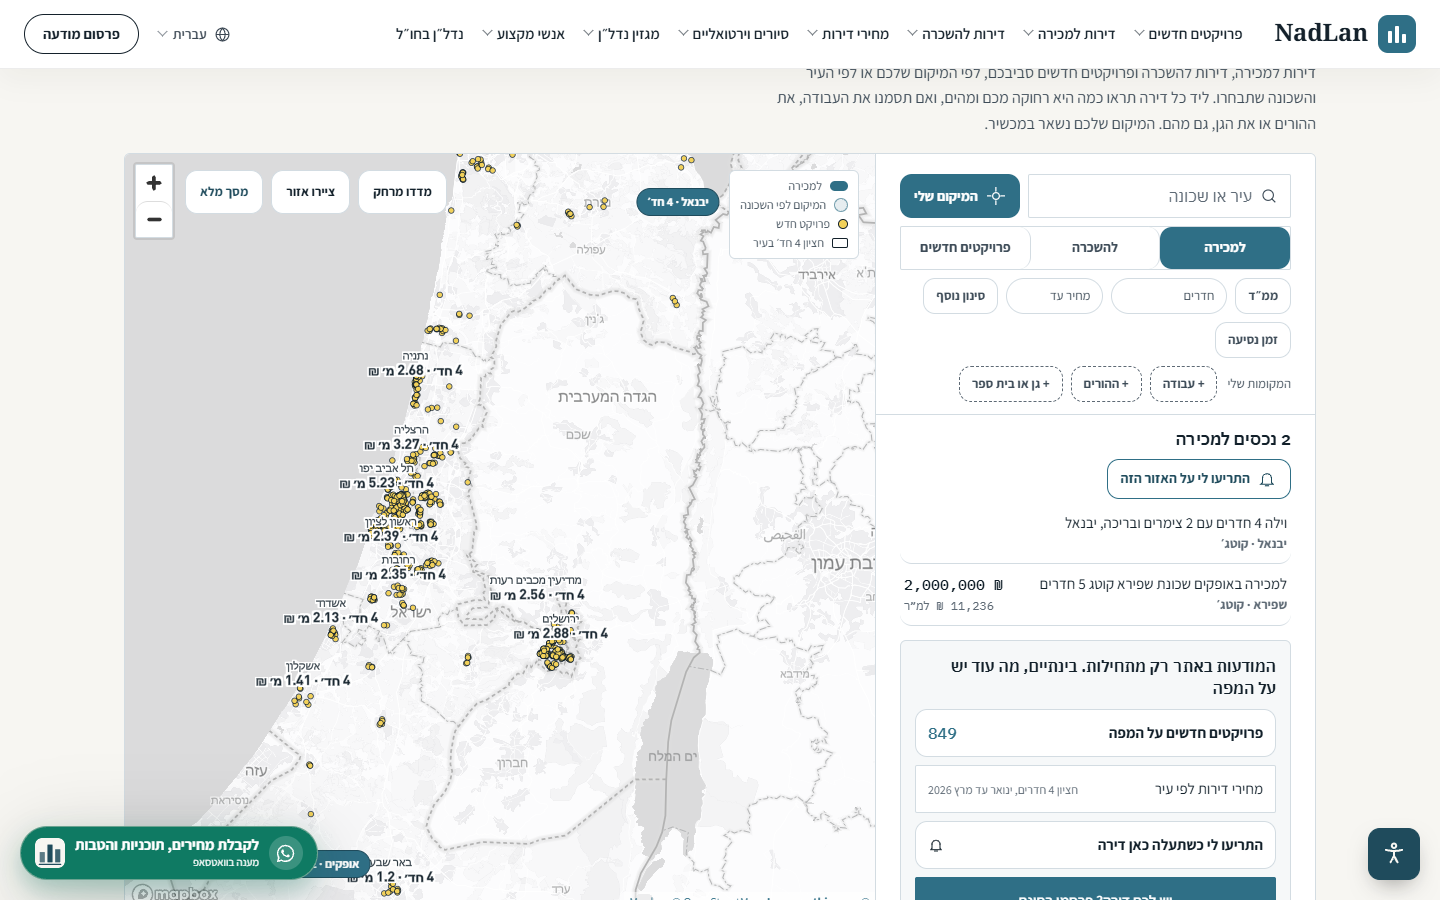 NadLan
פרויקטים חדשים
דירות למכירה
דירות להשכרה
מחירי דירות
סיורים וירטואליים
מגזין נדל״ן
אנשי מקצוע
נדל״ן בחו״ל
עברית
פרסום מודעה
דירות למכירה, דירות להשכרה ופרויקטים חדשים סביבכם, לפי המיקום שלכם או לפי העיר
והשכונה שתבחרו. ליד כל דירה תראו כמה היא רחוקה מכם ומהים, ואם תסמנו את העבודה, את
ההורים או את הגן, גם מהם. המיקום שלכם נשאר במכשיר.
עיר או שכונה
המיקום שלי
למכירה
להשכרה
פרויקטים חדשים
ממ״ד
חדרים
מחיר עד
סינון נוסף
זמן נסיעה
המקומות שלי
+ עבודה
+ ההורים
+ גן או בית ספר
2 נכסים למכירה
התריעו לי על האזור הזה
וילה 4 חדרים עם 2 צימרים ובריכה, יבנאל
יבנאל · קוטג׳
למכירה באופקים שכונת שפירא קוטג 5 חדרים
2,000,000 ₪
שפירא · קוטג׳
11,236 ₪ למ״ר
המודעות באתר רק מתחילות. בינתיים, מה עוד יש
על המפה
פרויקטים חדשים על המפה
849
מחירי דירות לפי עיר
חציון 4 חדרים, ינואר עד מרץ 2026
התריעו לי כשתעלה כאן דירה
+
−
מסך מלא
ציירו אזור
מדדו מרחק
למכירה
המיקום לפי השכונה
פרויקט חדש
חציון 4 חד׳ בעיר
יבנאל · 4 חד׳
עפולה
אירביד
ג'נין
נתניה
4 חד׳ · 2.68 מ׳ ₪
הגדה המערבית
שכם
הרצליה
4 חד׳ · 3.27 מ׳ ₪
תל אביב יפו
4 חד׳ · 5.23 מ׳ ₪
ראשון לציון
4 חד׳ · 2.39 מ׳ ₪
الفحيص
רבת עמון
רחובות
4 חד׳ · 2.35 מ׳ ₪
מודיעין מכבים רעות
4 חד׳ · 2.56 מ׳ ₪
אשדוד
4 חד׳ · 2.13 מ׳ ₪
ישראל
ירושלים
4 חד׳ · 2.88 מ׳ ₪
אשקלון
4 חד׳ · 1.41 מ׳ ₪
מידבא
ים המלח
חברון
עזה
נוסיראת
באר שבע
4 חד׳ · 1.2 מ׳ ₪
אופקים ·
ערד
לקבלת מחירים, תוכניות והטבות
מענה בוואטסאפ
mapbox